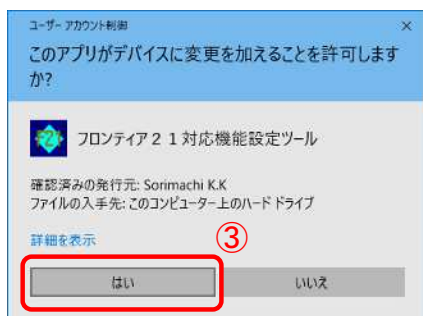 ユーザー アカウント制御
×
このアプリがデバイスに変更を加えることを許可します
か?
フロンティア２１対応機能設定ツール
確認済みの発行元: Sorimachi K.K
ファイルの入手先: このコンピューター上のハード ドライブ
詳細を表示
③
はい
いいえ